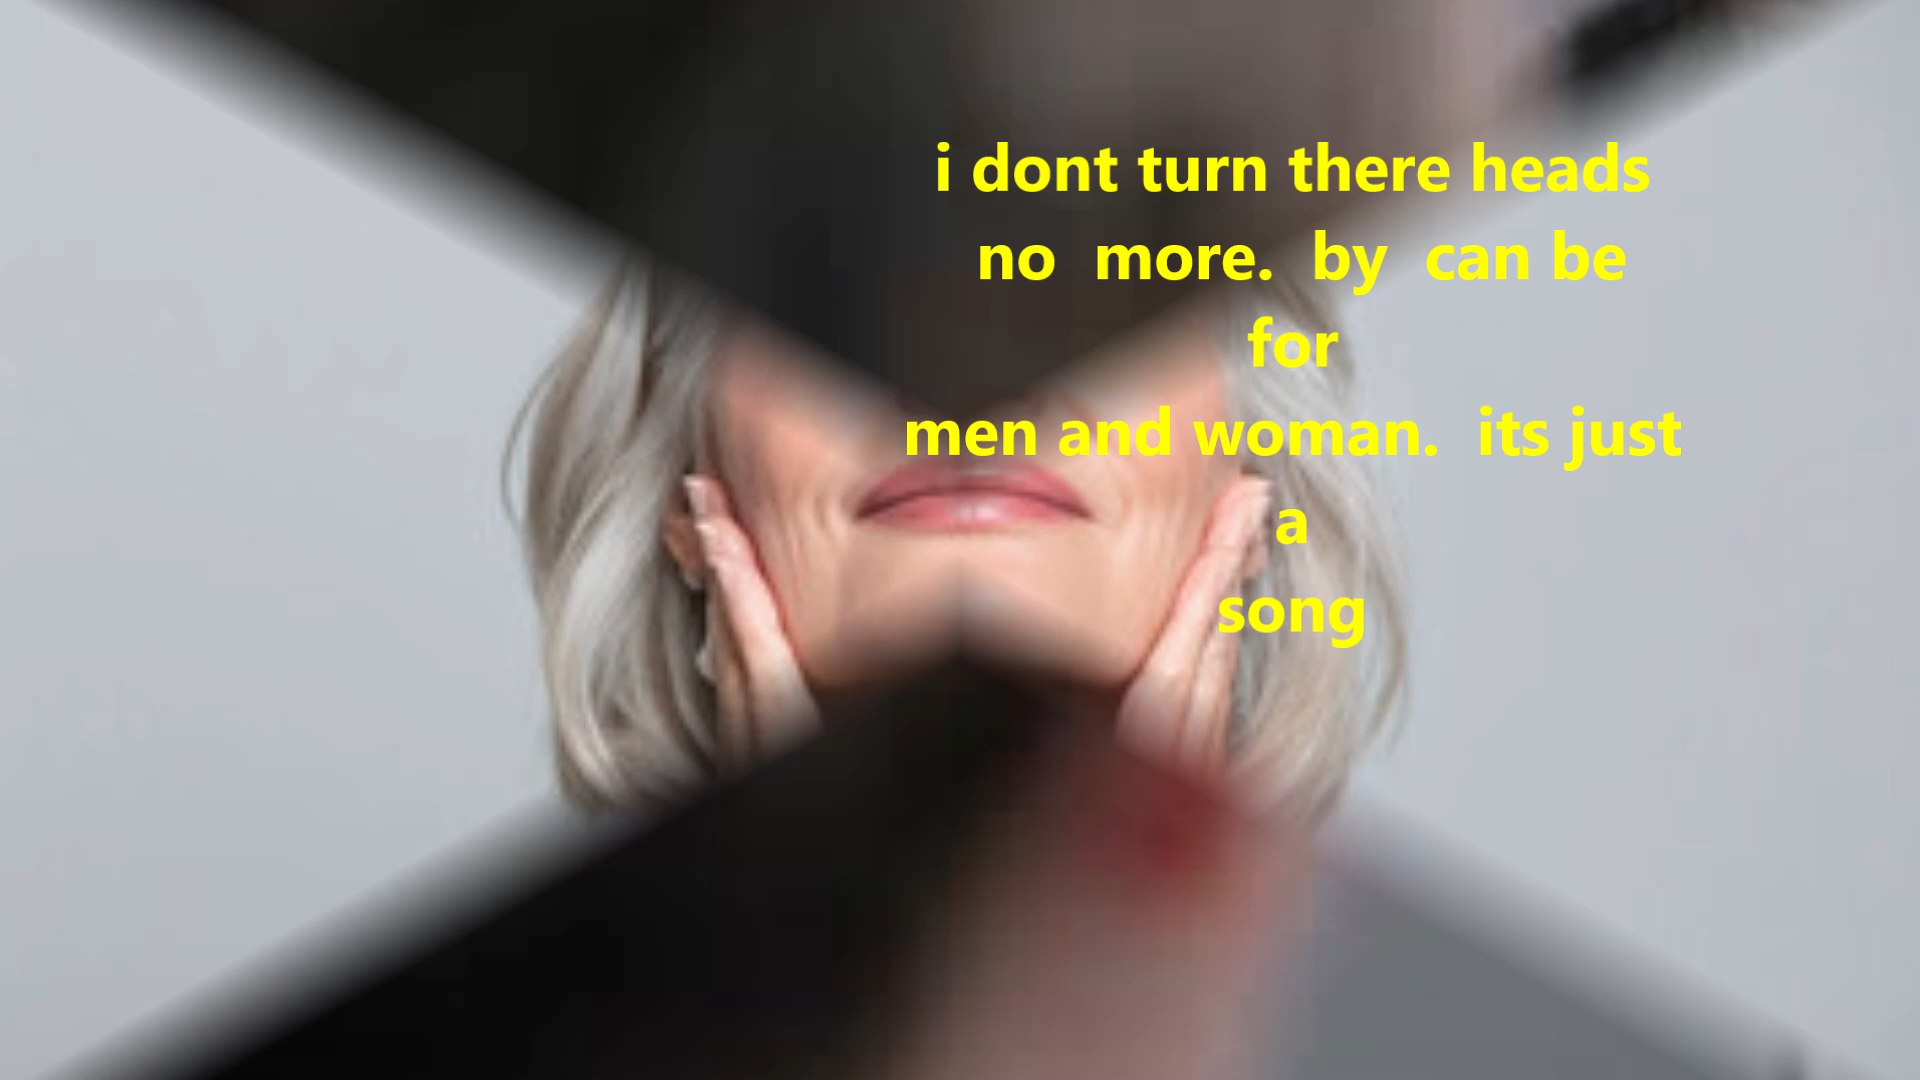 i dont turn there heads
no  more.  by  can be
for
men and woman.  its just
a
song